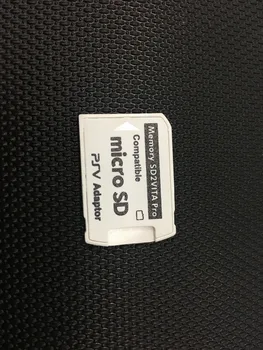 Memory SD2VITA Pro
Compatible
micro SD
PSV Adaptor